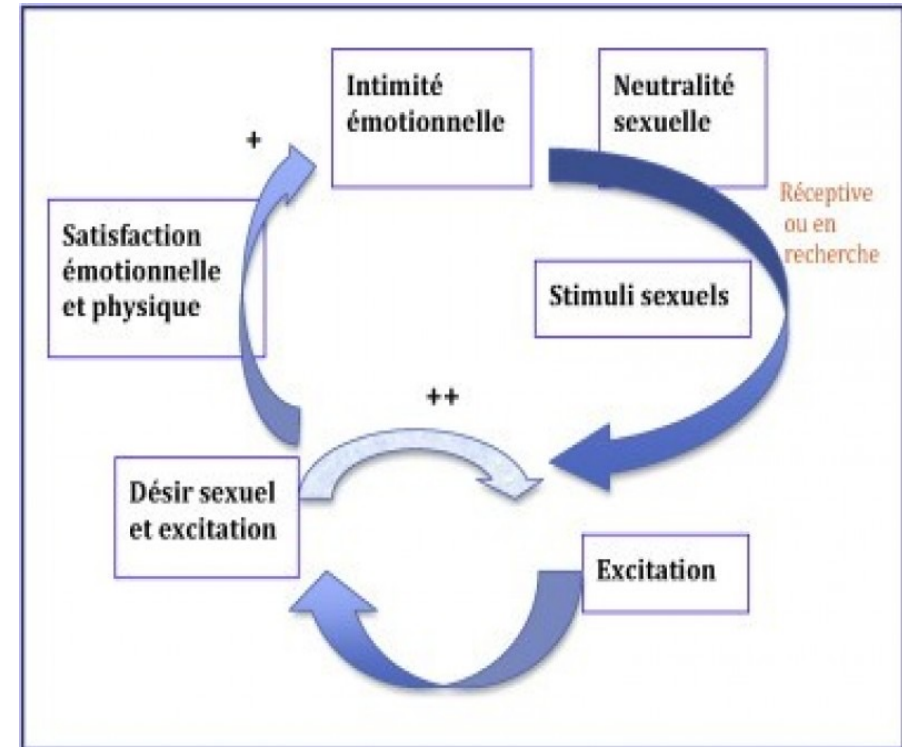 Intimité
émotionnelle
Neutralité
sexuelle
+
Réceptive
ou en
recherche
Satisfaction
émotionnelle
et physique
Stimuli sexuels
++
Désir sexuel
et excitation
Excitation